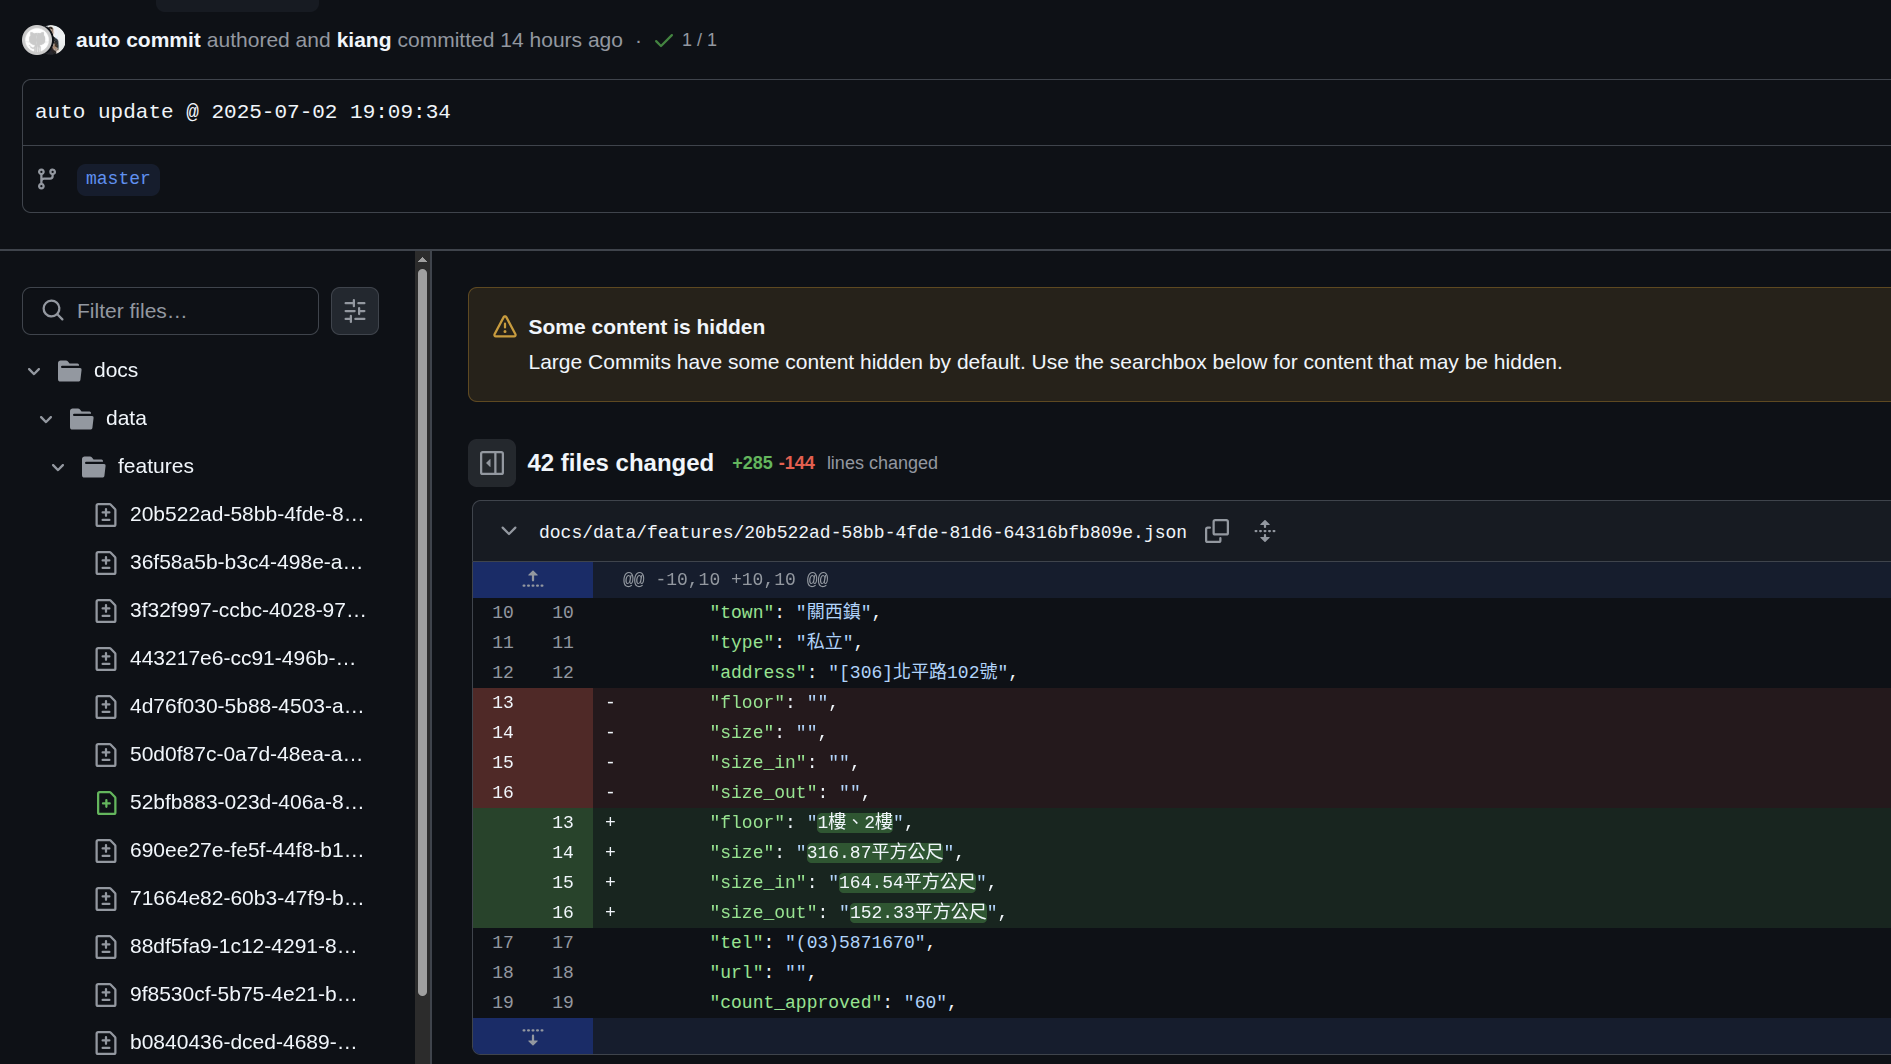 auto commit authored and kiang committed 14 hours ago · 1 / 1
auto update @ 2025-07-02 19:09:34
master
Filter files…
docs
data
features
20b522ad-58bb-4fde-8…
36f58a5b-b3c4-498e-a…
3f32f997-ccbc-4028-97…
443217e6-cc91-496b-…
4d76f030-5b88-4503-a…
50d0f87c-0a7d-48ea-a…
52bfb883-023d-406a-8…
690ee27e-fe5f-44f8-b1…
71664e82-60b3-47f9-b…
88df5fa9-1c12-4291-8…
9f8530cf-5b75-4e21-b…
b0840436-dced-4689-…
Some content is hidden
Large Commits have some content hidden by default. Use the searchbox below for content that may be hidden.
42 files changed +285 -144 lines changed
docs/data/features/20b522ad-58bb-4fde-81d6-64316bfb809e.json
@@ -10,10 +10,10 @@
10 10 "town": "關西鎮",
11 11 "type": "私立",
12 12 "address": "[306]北平路102號",
13 - "floor": "",
14 - "size": "",
15 - "size_in": "",
16 - "size_out": "",
13 + "floor": "1樓、2樓",
14 + "size": "316.87平方公尺",
15 + "size_in": "164.54平方公尺",
16 + "size_out": "152.33平方公尺",
17 17 "tel": "(03)5871670",
18 18 "url": "",
19 19 "count_approved": "60",